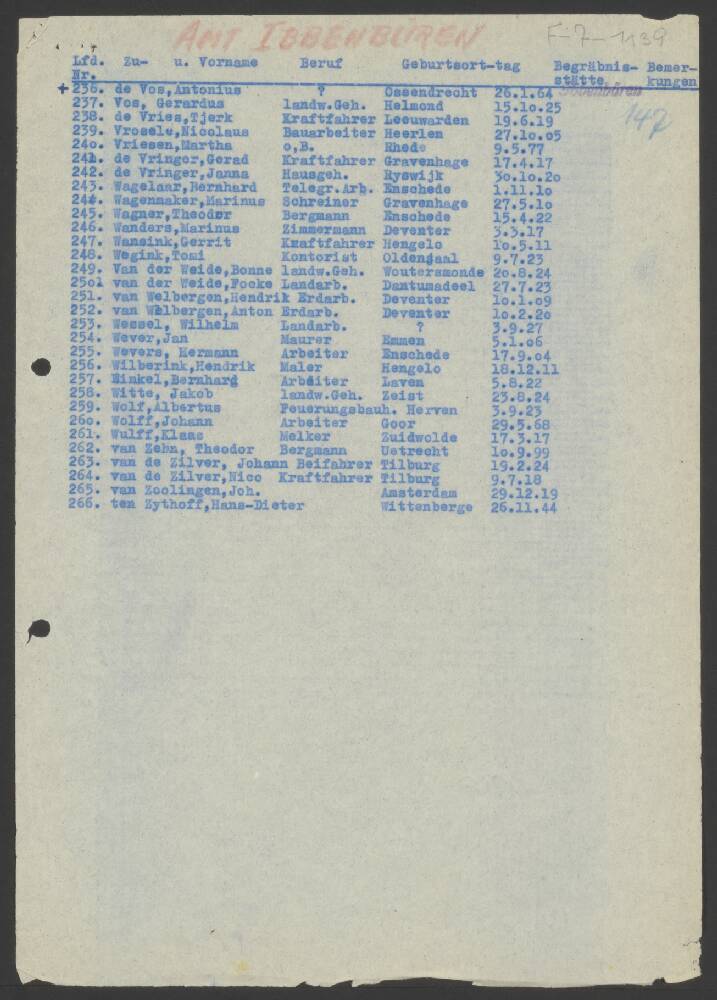 AMT IBBENBÜREN F-7-1139
Lfd. Zu- u. Vorname Beruf Geburtsort-tag Begräbnis- Bemer-
Nr. stätte kungen
+ 236. de Vos,Antonius ? Ossendrecht 26.1.64 Ibbenbüren
147
237. Vos, Gerardus landw.Geh. Helmond 15.10.25
238. de Vries,Tjerk Kraftfahrer Leeuwarden 19.6.19
239. Vroselu,Nicolaus Bauarbeiter Heerlen 27.10.05
240. Vriesen,Martha o,B. Rhede 9.5.77
241. de Vringer,Gerad Kraftfahrer Gravenhage 17.4.17
242. de Vringer,Janna Hausgeh. Ryswijk 30.10.20
243. Wagelaar,Bernhard Telegr.Arb. Enschede 1.11.10
244. Wagenmaker,Marinus Schreiner Gravenhage 27.5.10
245. Wagner,Theodor Bergmann Enschede 15.4.22
246. Wanders,Marinus Zimmermann Deventer 3.3.17
247. Wansink,Gerrit Kraftfahrer Hengelo 10.5.11
248. Wegink,Tomi Kontorist Oldensaal 9.7.23
249. Van der Weide,Bonne landw.Geh. Woutersmonde 20.8.24
250. van der Weide,Focke Landarb. Dantumadeel 27.7.23
251. van Welbergen,Hendrik Erdarb. Deventer 10.1.09
252. van Welbergen,Anton Erdarb. Deventer 10.2.20
253. Wessel, Wilhelm Landarb. ? 3.9.27
254. Wever,Jan Maurer Emmen 5.1.06
255. Wevers, Hermann Arbeiter Enschede 17.9.04
256. Wilberink,Hendrik Maler Hengelo 18.12.11
257. Winkel,Bernhard Arbeiter Laven 5.8.22
258. Witte, Jakob landw.Geh. Zeist 23.8.24
259. Wolf,Albertus Feuerungsbauh. Herven 3.9.23
260. Wolff,Johann Arbeiter Goor 29.5.68
261. Wulff,Klaas Melker Zuidwolde 17.3.17
262. van Zehn, Theodor Bergmann Uetrecht 10.9.99
263. van de Zilver, Johann Beifahrer Tilburg 19.2.24
264. van de Zilver,Nico Kraftfahrer Tilburg 9.7.18
265. van Zoolingen,Joh. Amsterdam 29.12.19
266. ten Zythoff,Hans-Dieter Wittenberge 26.11.44